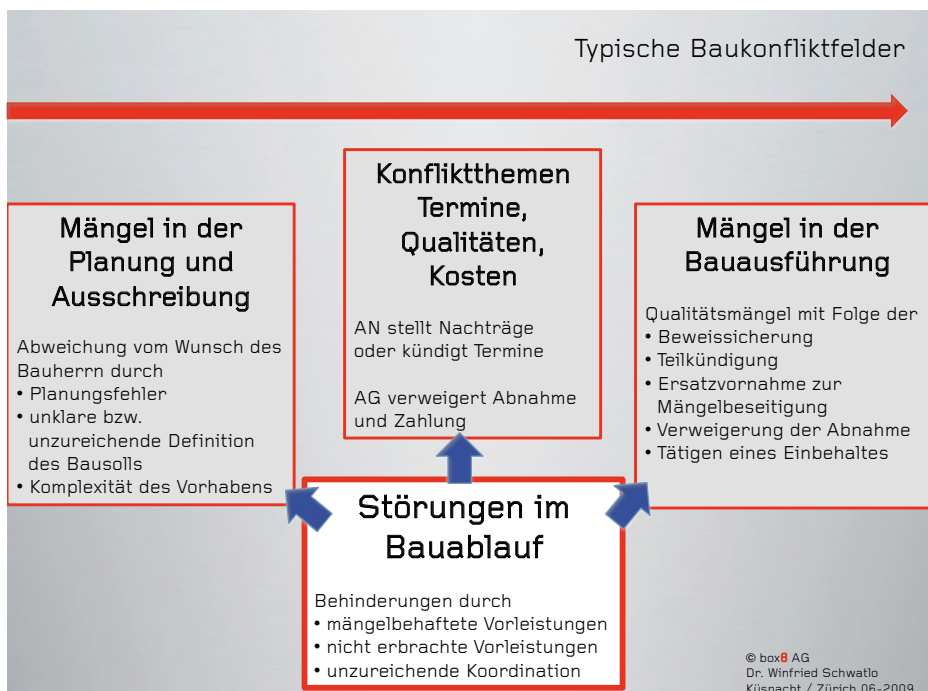 Typische Baukonfliktfelder
Mängel in der
Planung und
Ausschreibung
Abweichung vom Wunsch des
Bauherrn durch
• Planungsfehler
• unklare bzw.
unzureichende Definition
des Bausolls
• Komplexität des Vorhabens
Konfliktthemen
Termine,
Qualitäten,
Kosten
AN stellt Nachträge
oder kündigt Termine
AG verweigert Abnahme
und Zahlung
Mängel in der
Bauausführung
Qualitätsmängel mit Folge der
• Beweissicherung
• Teilkündigung
• Ersatzvornahme zur
Mängelbeseitigung
• Verweigerung der Abnahme
• Tätigen eines Einbehaltes
Störungen im
Bauablauf
Behinderungen durch
• mängelbehaftete Vorleistungen
• nicht erbrachte Vorleistungen
• unzureichende Koordination
© box8 AG
Dr. Winfried Schwatlo
Küsnacht / Zürich 06-2009